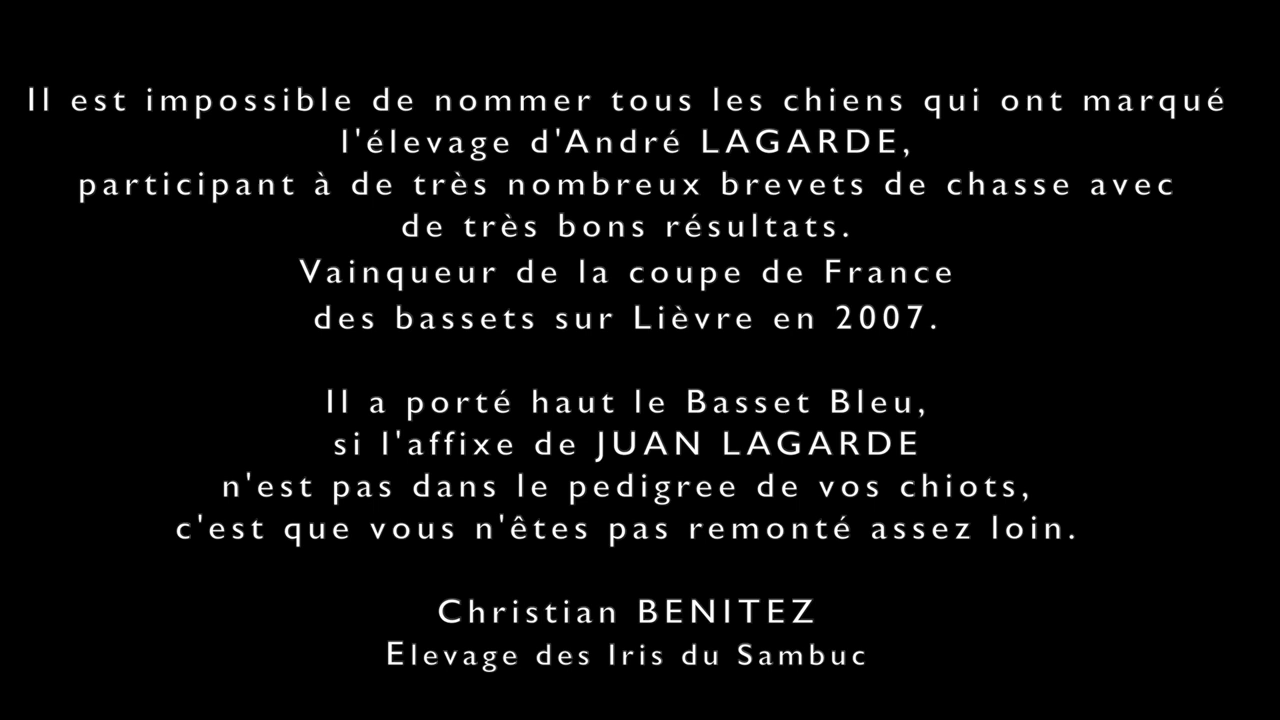 Il est impossible de nommer tous les chiens qui ont marqué
l'élevage d'André LAGARDE,
participant à de très nombreux brevets de chasse avec
de très bons résultats.
Vainqueur de la coupe de France
des bassets sur Lièvre en 2007.
Il a porté haut le Basset Bleu,
si l'affixe de JUAN LAGARDE
n'est pas dans le pedigree de vos chiots,
c'est que vous n'êtes pas remonté assez loin.
Christian BENITEZ
Elevage des Iris du Sambuc